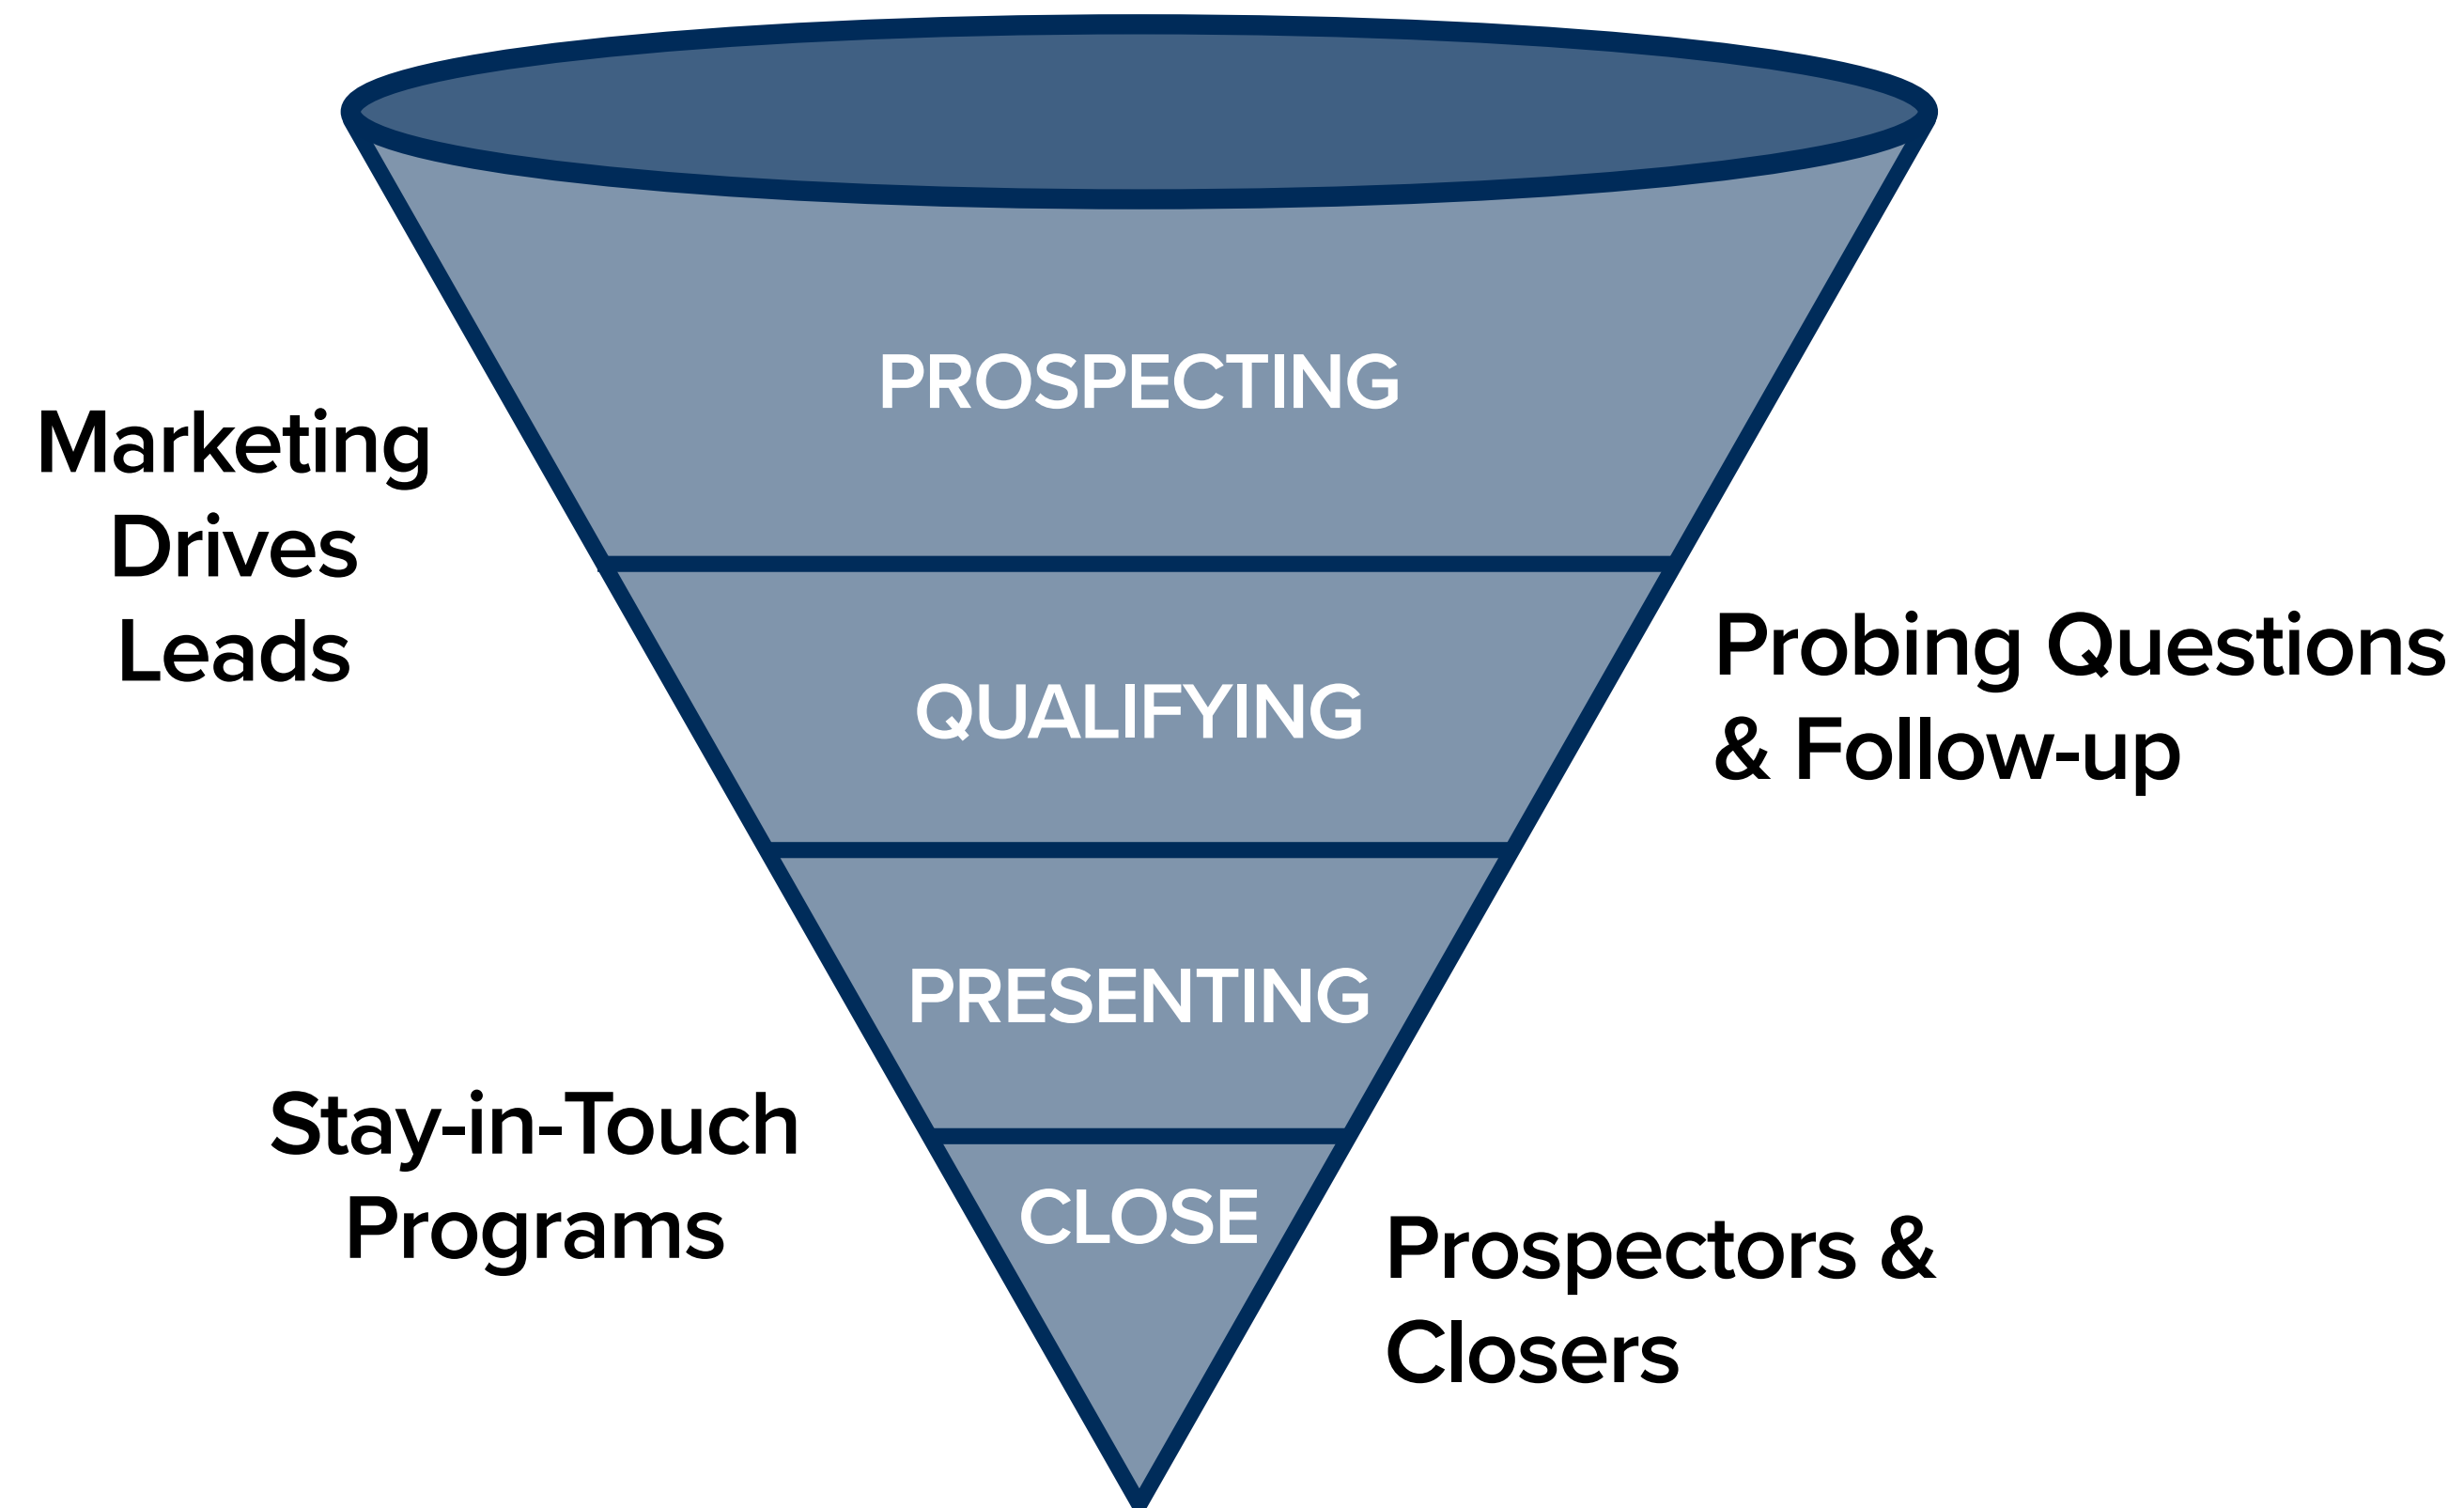 PROSPECTING
Marketing
Drives
Leads
Probing Questions
& Follow-up
QUALIFYING
PRESENTING
Stay-in-Touch
Programs
CLOSE
Prospectors &
Closers